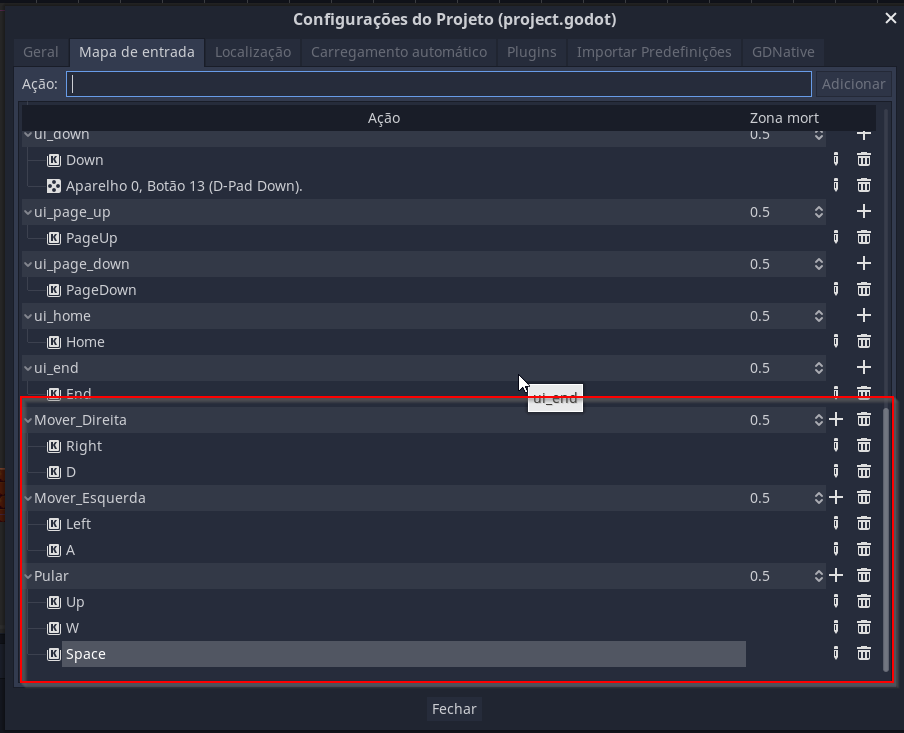 Configurações do Projeto (project.godot)
Geral Mapa de entrada Localização Carregamento automático Plugins Importar Predefinições GDNative
Ação: Adicionar
Ação Zona mort
ui_down 0.5
Down
Aparelho 0, Botão 13 (D-Pad Down).
ui_page_up 0.5
PageUp
ui_page_down 0.5
PageDown
ui_home 0.5
Home
ui_end 0.5
End
ui_end
Mover_Direita 0.5
Right
D
Mover_Esquerda 0.5
Left
A
Pular 0.5
Up
W
Space
Fechar